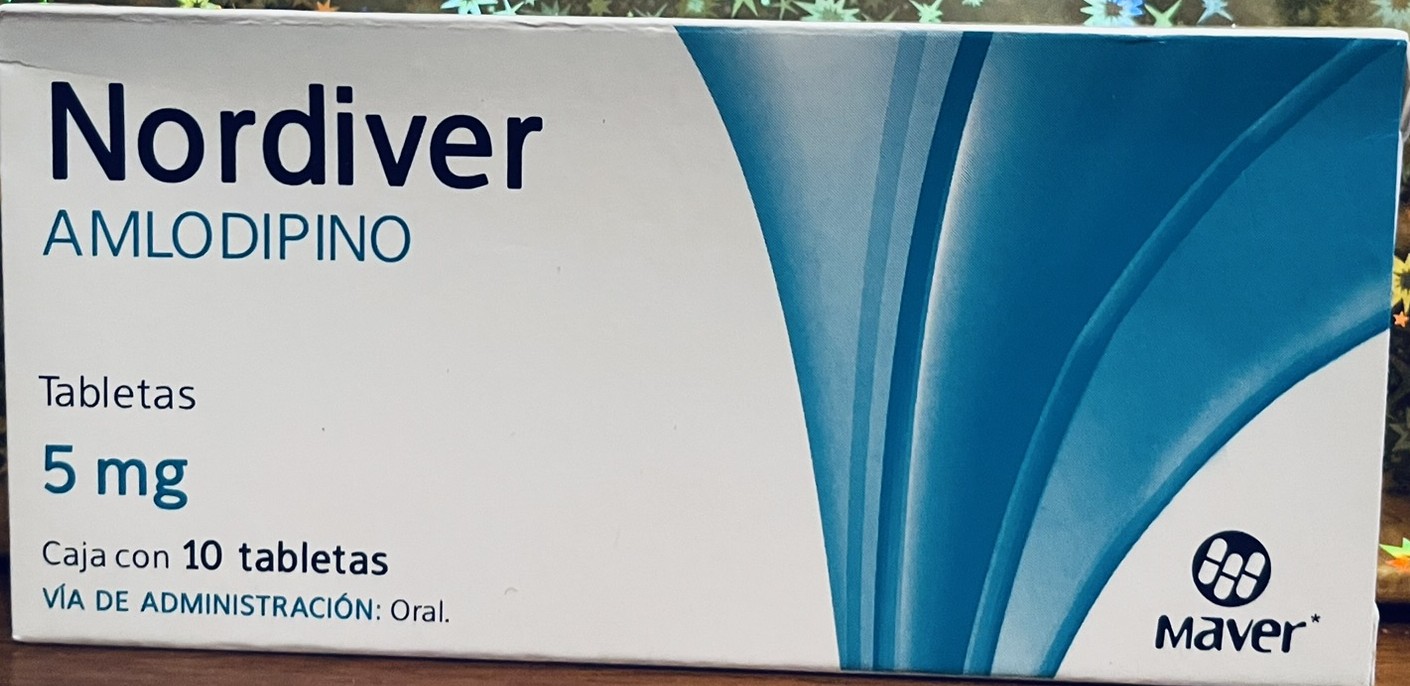 Nordiver
AMLODIPINO
Tabletas
5 mg
Caja con 10 tabletas
VÍA DE ADMINISTRACIÓN: Oral.
Maver*